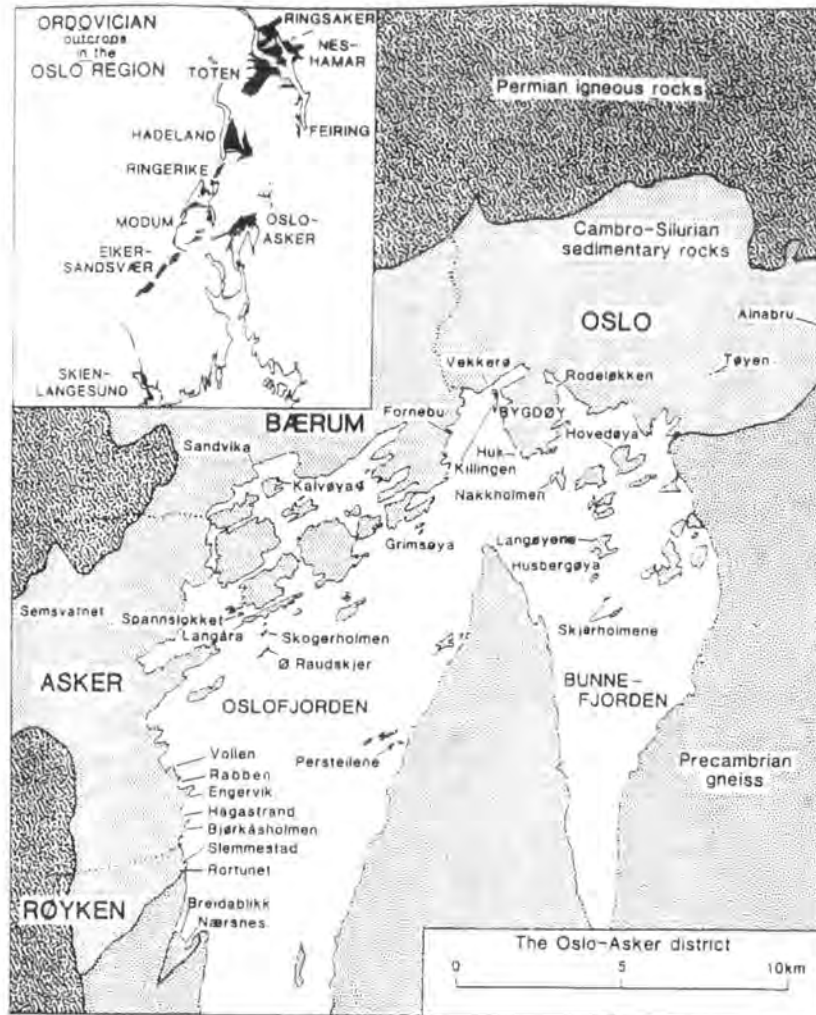 ORDOVICIAN
outcrops
in the
OSLO REGION
RINGSAKER
NES-
HAMAR
TOTEN
FEIRING
HADELAND
RINGERIKE
MODUM
OSLO-
ASKER
EIKER-
SANDSVÆR
SKIEN-
LANGESUND
Permian igneous rocks
Cambro-Silurian
sedimentary rocks
OSLO
Alnabru
Tøyen
Vekkerø
Rodeløkken
BYGDØY
Fornebu
BÆRUM
Hovedøya
Huk
Killingen
Sandvika
Kalvøya
Nakkholmen
Grimsøya
Langøyene
Husbergøya
Semsvatnet
Spannslokket
Langåra
Skogerholmen
Skjærholmene
Ø Raudskjer
ASKER
OSLOFJORDEN
BUNNE-
FJORDEN
Vollen
Persteilene
Precambrian
gneiss
Rabben
Engervik
Hagastrand
Bjørkåsholmen
Slemmestad
Rortunet
RØYKEN
Breidablikk
Nærsnes
The Oslo-Asker district
0 5 10km